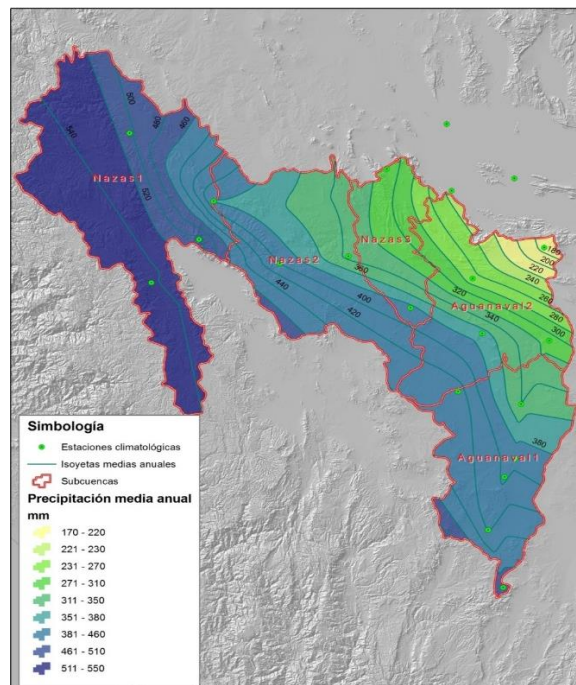 500
480
460
540
Nazas1
520
180
200
220
Nazas3
Nazas2
360
240
260
440
320
280
400
Aguanaval2
420
340
300
380
Aguanaval1
Simbología
Estaciones climatológicas
Isoyetas medias anuales
Subcuencas
Precipitación media anual
mm
170 - 220
221 - 230
231 - 270
271 - 310
311 - 350
351 - 380
381 - 460
461 - 510
511 - 550